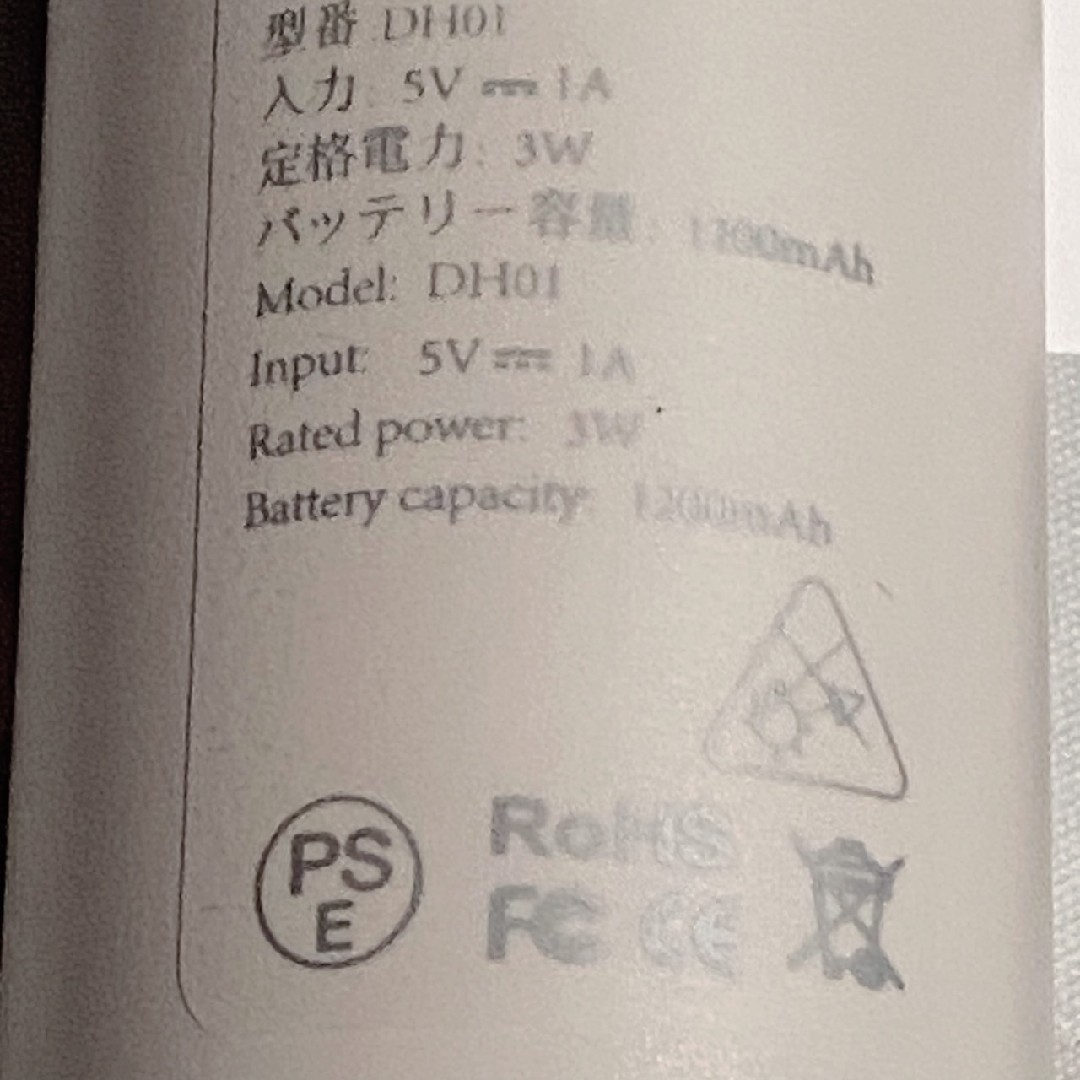 型番 DH01
入力: 5V ⎓ 1A
定格電力: 3W
バッテリー容量: 1200mAh
Model: DH01
Input: 5V ⎓ 1A
Rated power: 3W
Battery capacity: 1200mAh
PS
E
RoHS
FC CE